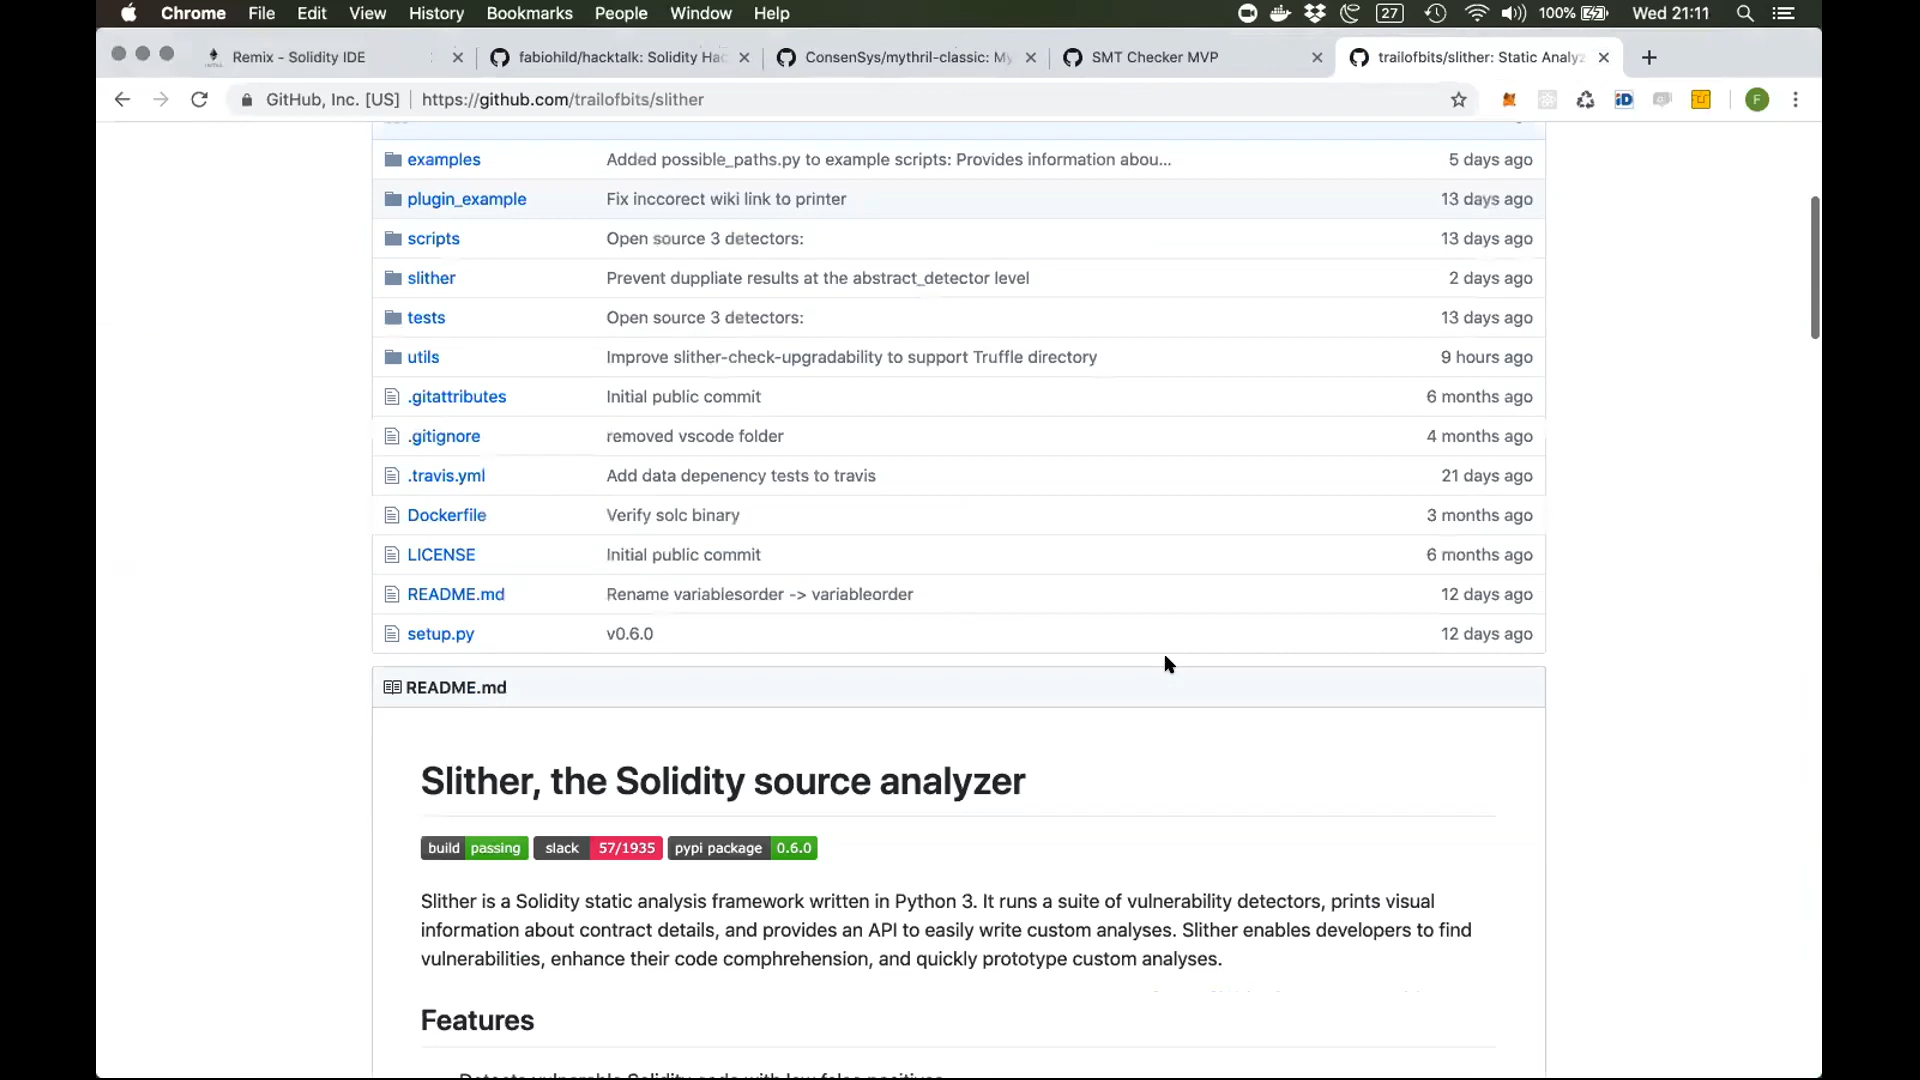 Chrome File Edit View History Bookmarks People Window Help 27 100% Wed 21:11
Remix - Solidity IDE fabiohild/hacktalk: Solidity Hac ConsenSys/mythril-classic: My SMT Checker MVP trailofbits/slither: Static Analyz
GitHub, Inc. [US] https://github.com/trailofbits/slither iD F
examples Added possible_paths.py to example scripts: Provides information abou... 5 days ago
plugin_example Fix inccorect wiki link to printer 13 days ago
scripts Open source 3 detectors: 13 days ago
slither Prevent duppliate results at the abstract_detector level 2 days ago
tests Open source 3 detectors: 13 days ago
utils Improve slither-check-upgradability to support Truffle directory 9 hours ago
.gitattributes Initial public commit 6 months ago
.gitignore removed vscode folder 4 months ago
.travis.yml Add data depenency tests to travis 21 days ago
Dockerfile Verify solc binary 3 months ago
LICENSE Initial public commit 6 months ago
README.md Rename variablesorder -> variableorder 12 days ago
setup.py v0.6.0 12 days ago
README.md
Slither, the Solidity source analyzer
build passing slack 57/1935 pypi package 0.6.0
Slither is a Solidity static analysis framework written in Python 3. It runs a suite of vulnerability detectors, prints visual
information about contract details, and provides an API to easily write custom analyses. Slither enables developers to find
vulnerabilities, enhance their code comphrehension, and quickly prototype custom analyses.
Features
Detects vulnerable Solidity code with low false positives